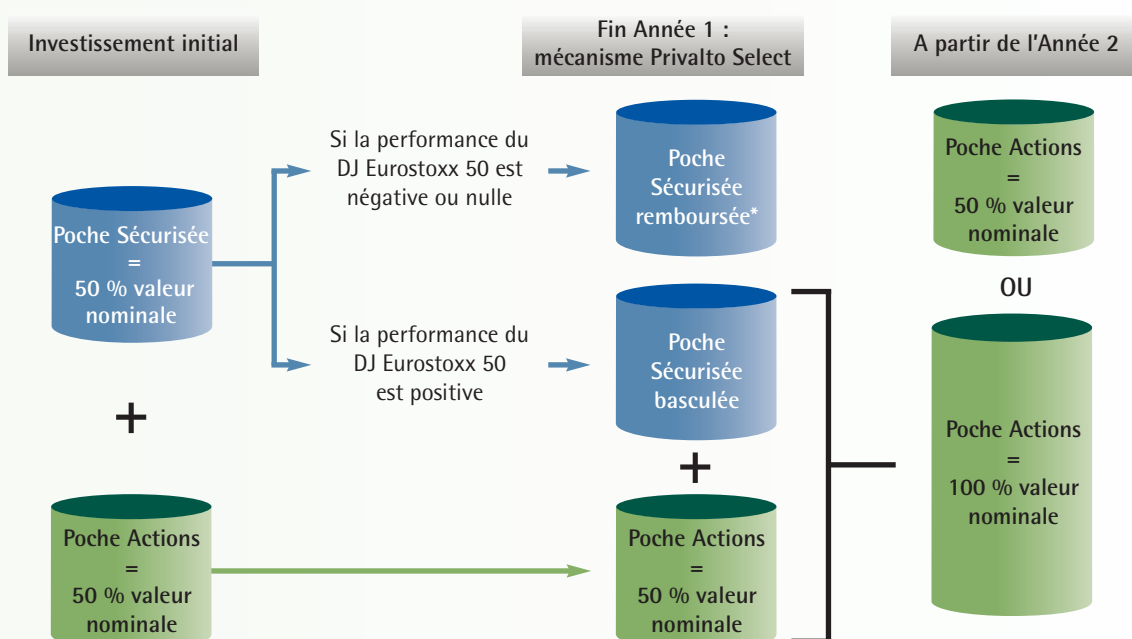 Investissement initial
Fin Année 1 :
mécanisme Privalto Select
A partir de l'Année 2
Poche Sécurisée
=
50 % valeur
nominale
+
Poche Actions
=
50 % valeur
nominale
Si la performance du
DJ Eurostoxx 50 est
négative ou nulle
Si la performance du
DJ Eurostoxx 50
est positive
Poche
Sécurisée
remboursée*
Poche
Sécurisée
basculée
+
Poche Actions
=
50 % valeur
nominale
Poche Actions
=
50 % valeur
nominale
OU
Poche Actions
=
100 % valeur
nominale